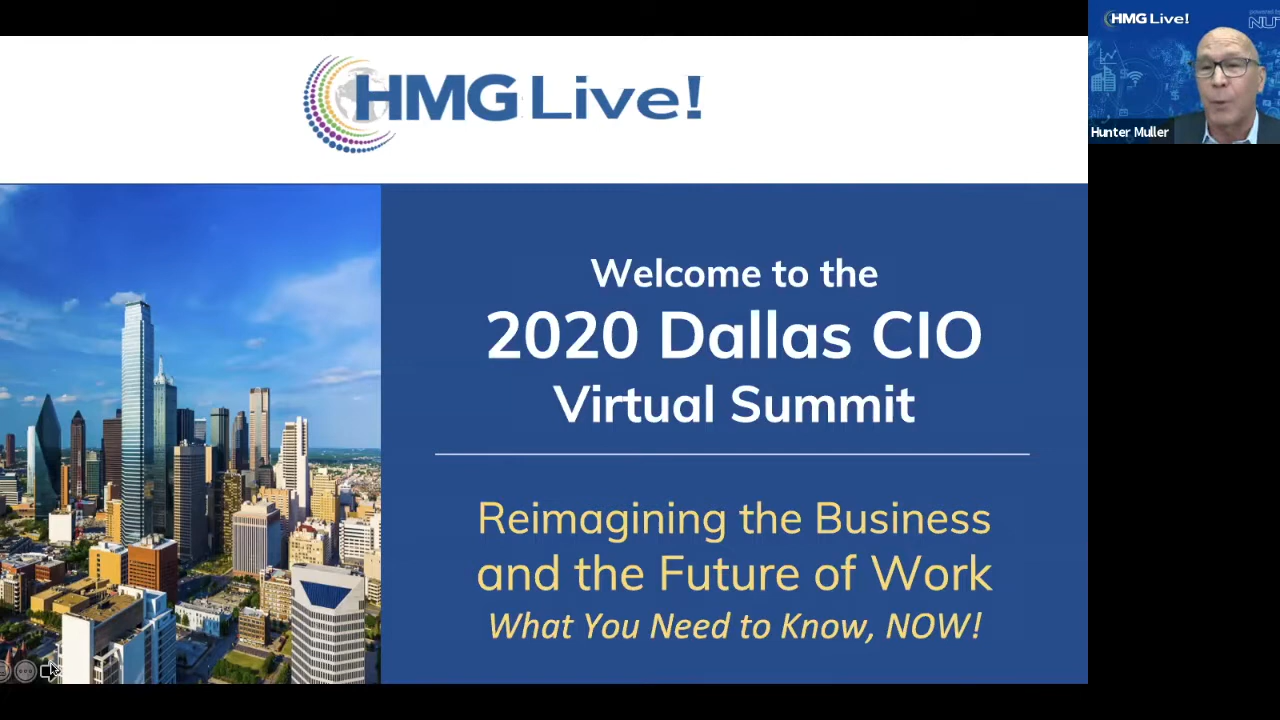 HMG Live!
Welcome to the
2020 Dallas CIO
Virtual Summit
Reimagining the Business
and the Future of Work
What You Need to Know, NOW!
HMG Live!
Hunter Muller